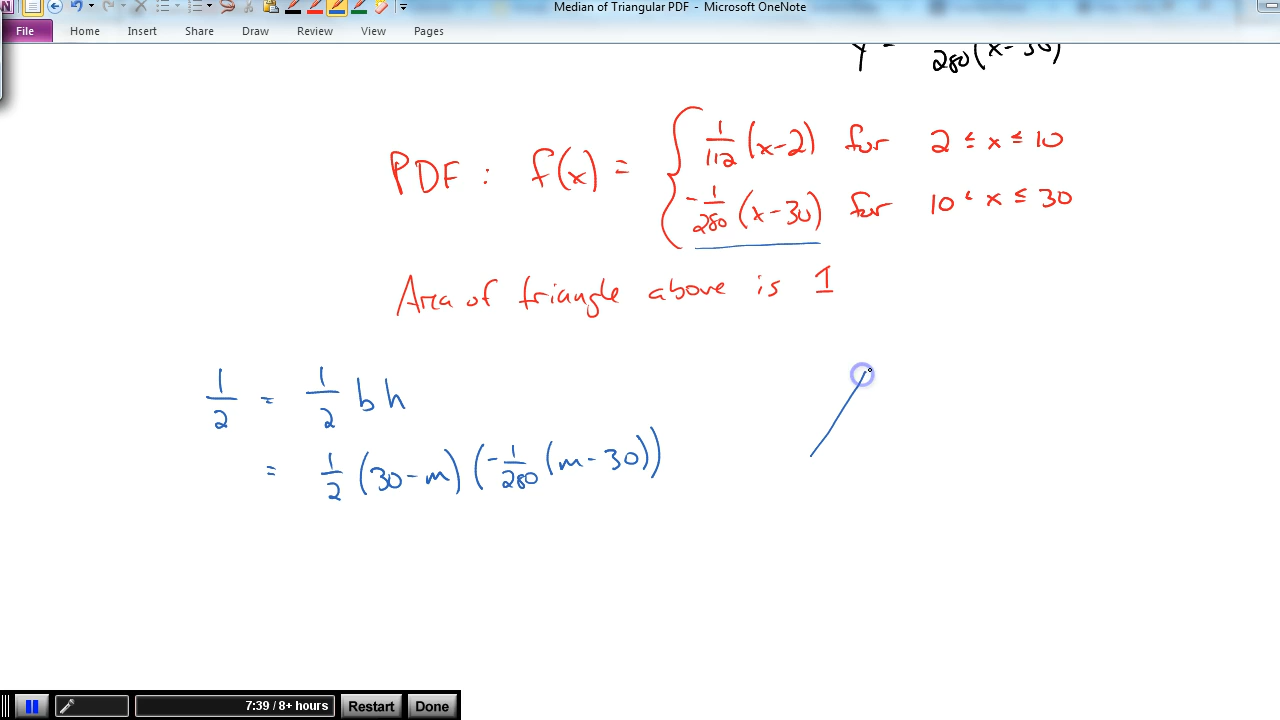 Median of Triangular PDF - Microsoft OneNote
File Home Insert Share Draw Review View Pages
280(x-30)
PDF : f(x) = { 1/112 (x-2) for 2 ≤ x ≤ 10
-1/280 (x-30) for 10 < x ≤ 30
Area of triangle above is 1
1/2 = 1/2 b h
= 1/2 (30-m) (-1/280 (m-30))
7:39 / 8+ hours Restart Done